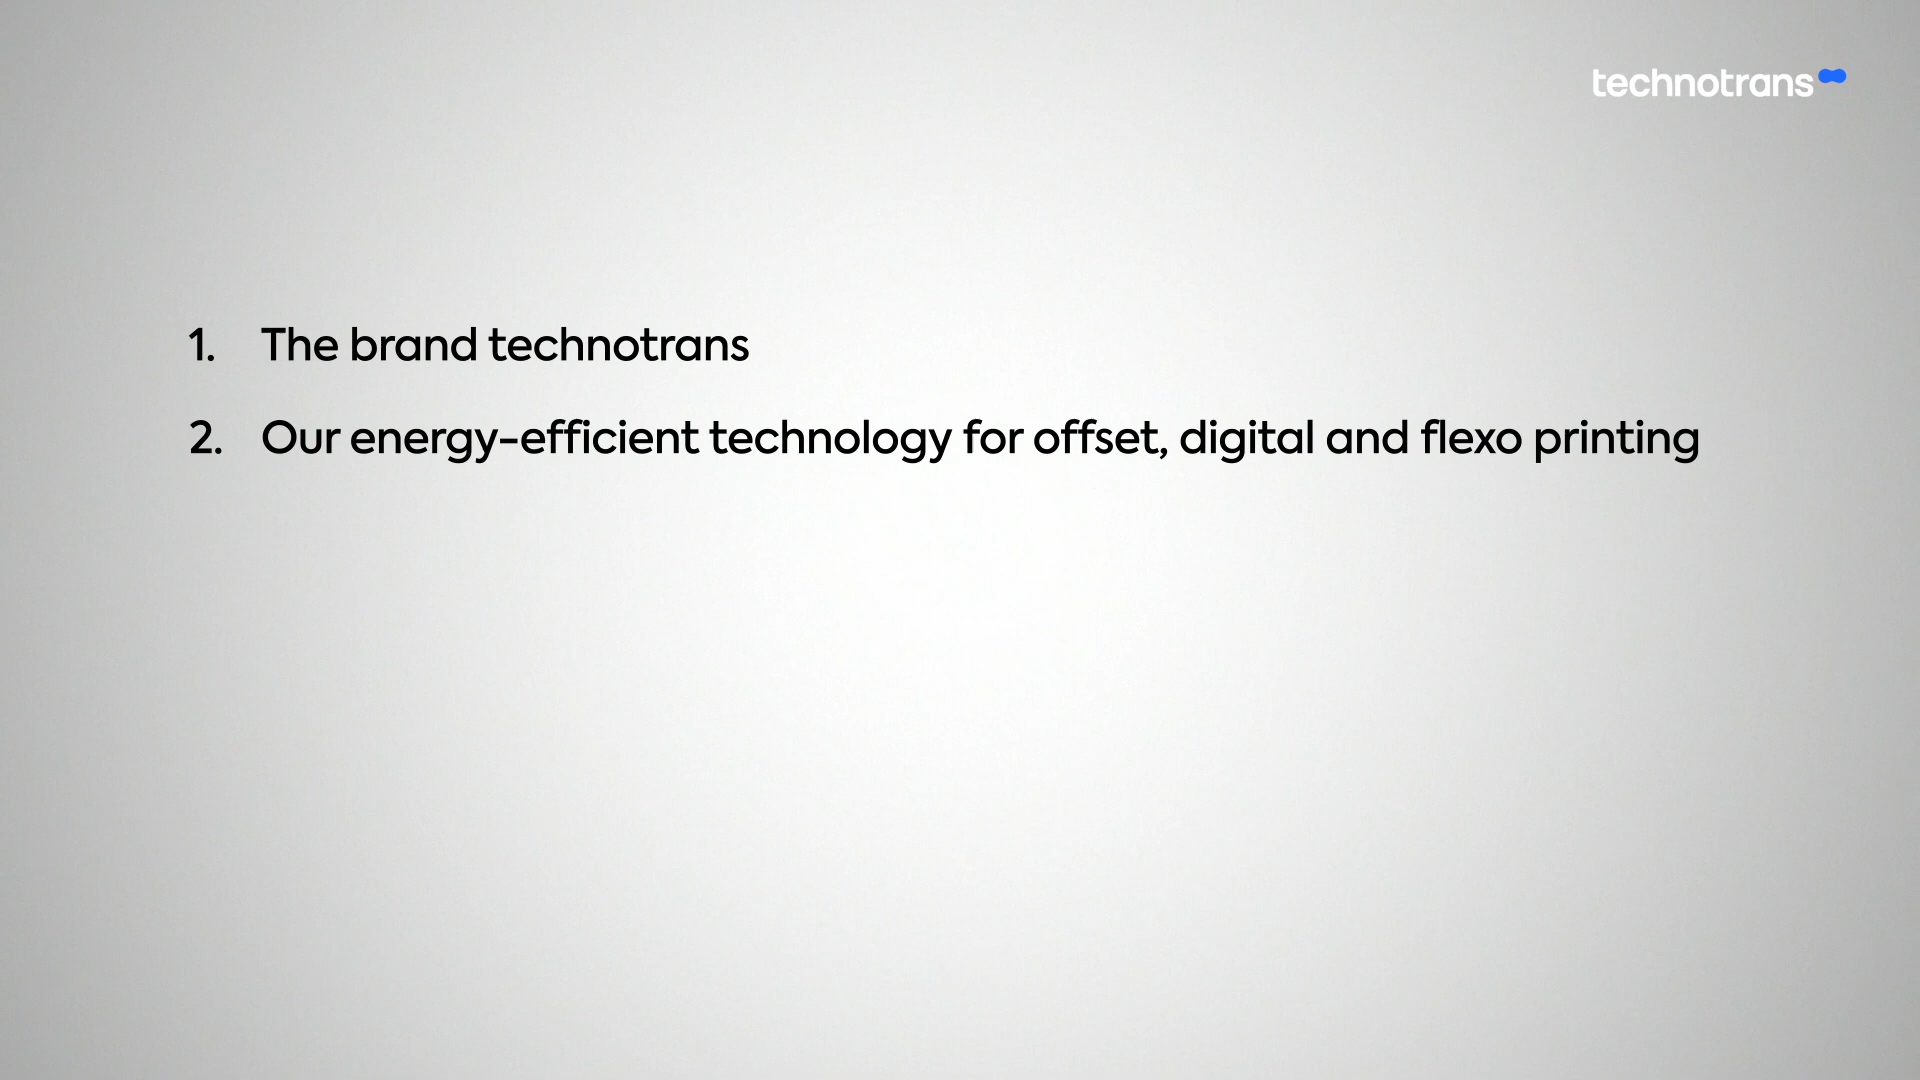 technotrans
1. The brand technotrans
2. Our energy-efficient technology for offset, digital and flexo printing